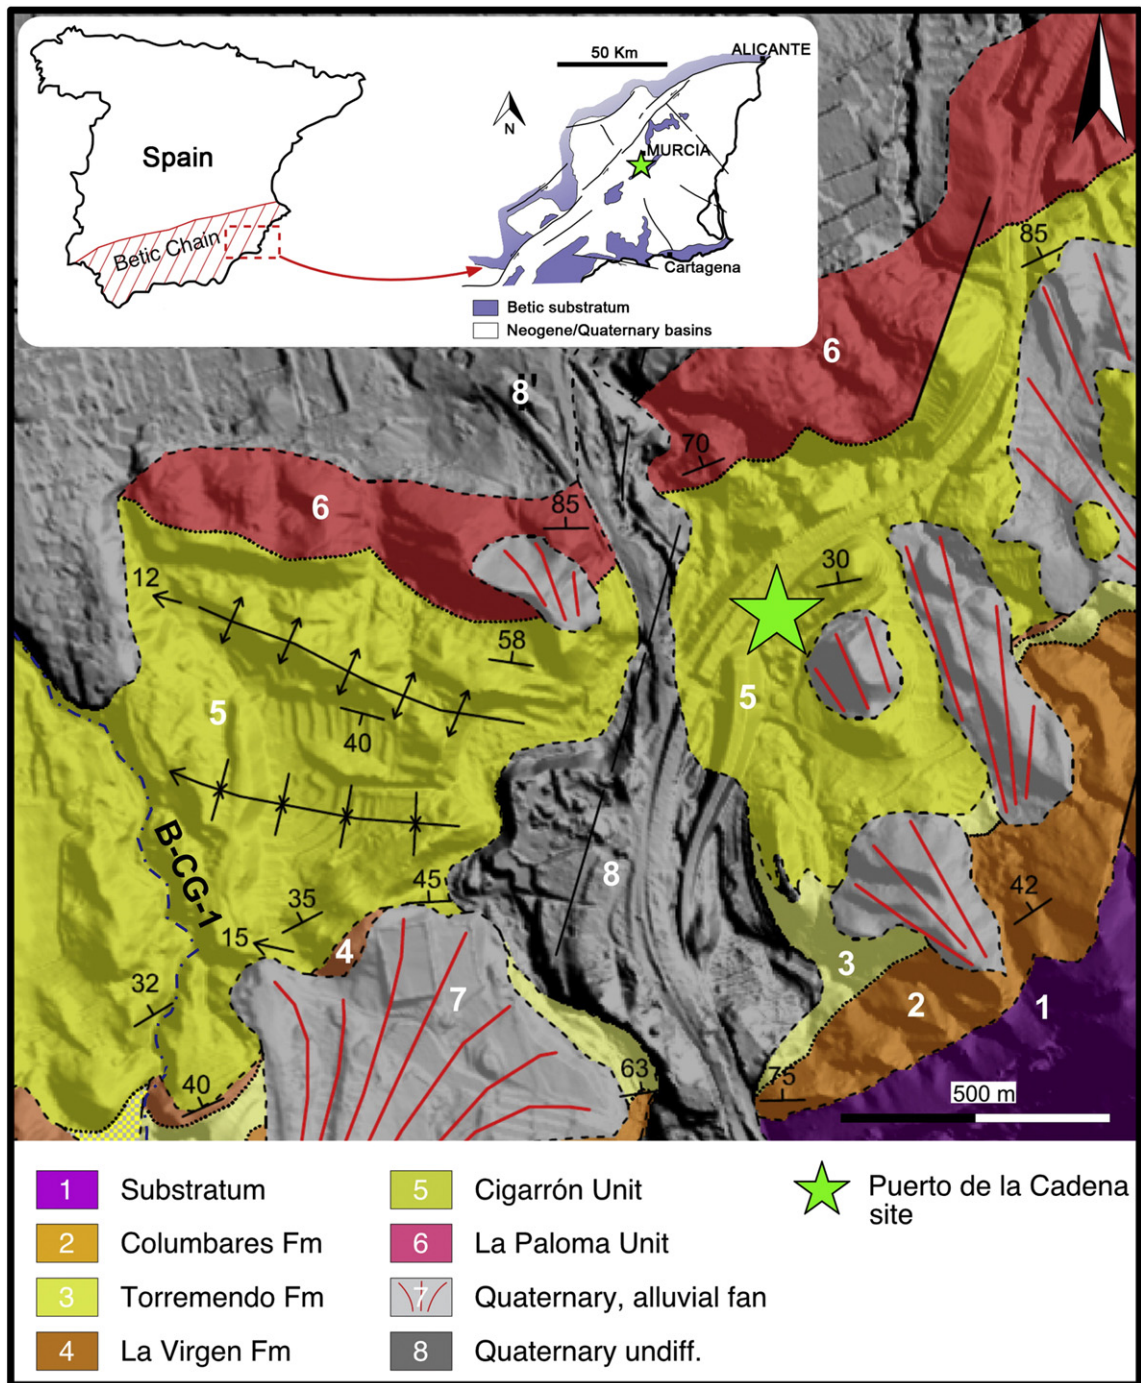 50 Km
ALICANTE
N
Spain
MURCIA
Betic Chain
Cartagena
Betic substratum
Neogene/Quaternary basins
85
6
8"
70
6
85
12
30
58
5
5
40
B-CG-1
8
45
35
42
15
4
3
7
32
2
1
63
75
40
500 m
1 Substratum
2 Columbares Fm
3 Torremendo Fm
4 La Virgen Fm
5 Cigarrón Unit
6 La Paloma Unit
7 Quaternary, alluvial fan
8 Quaternary undiff.
Puerto de la Cadena
site